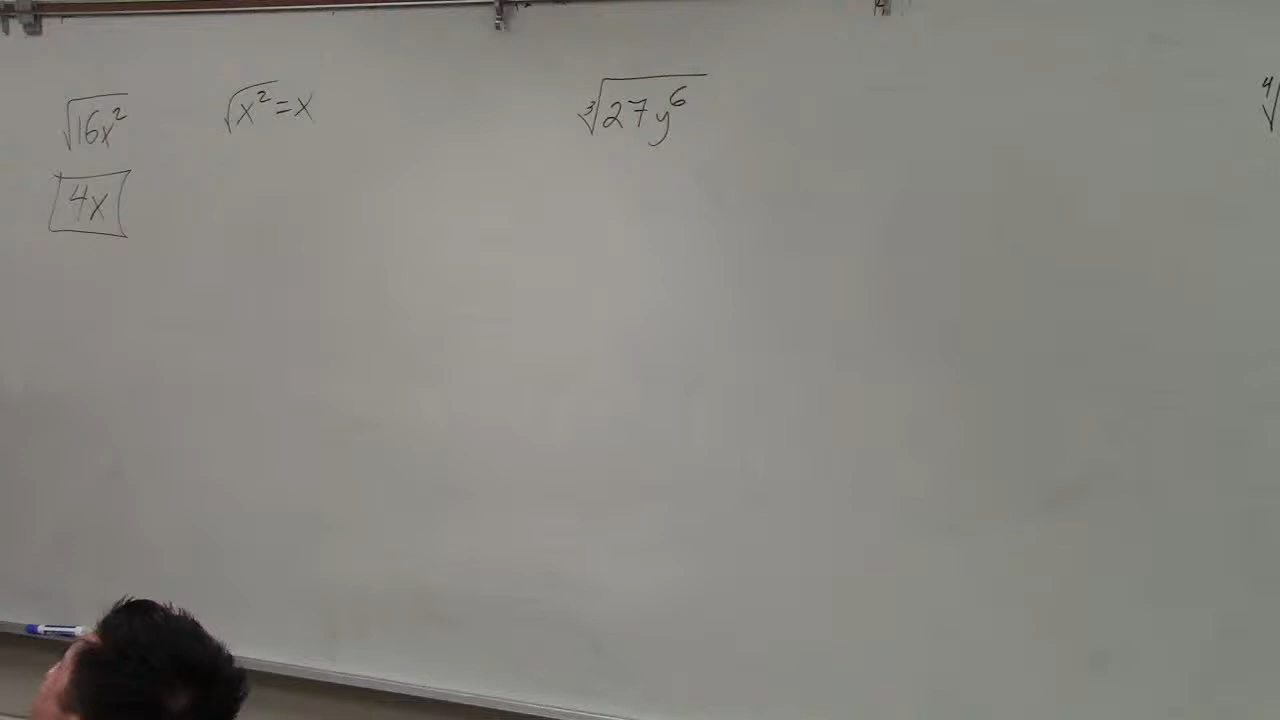 √16x² √x² = x ∛27y⁶ ∜
4x